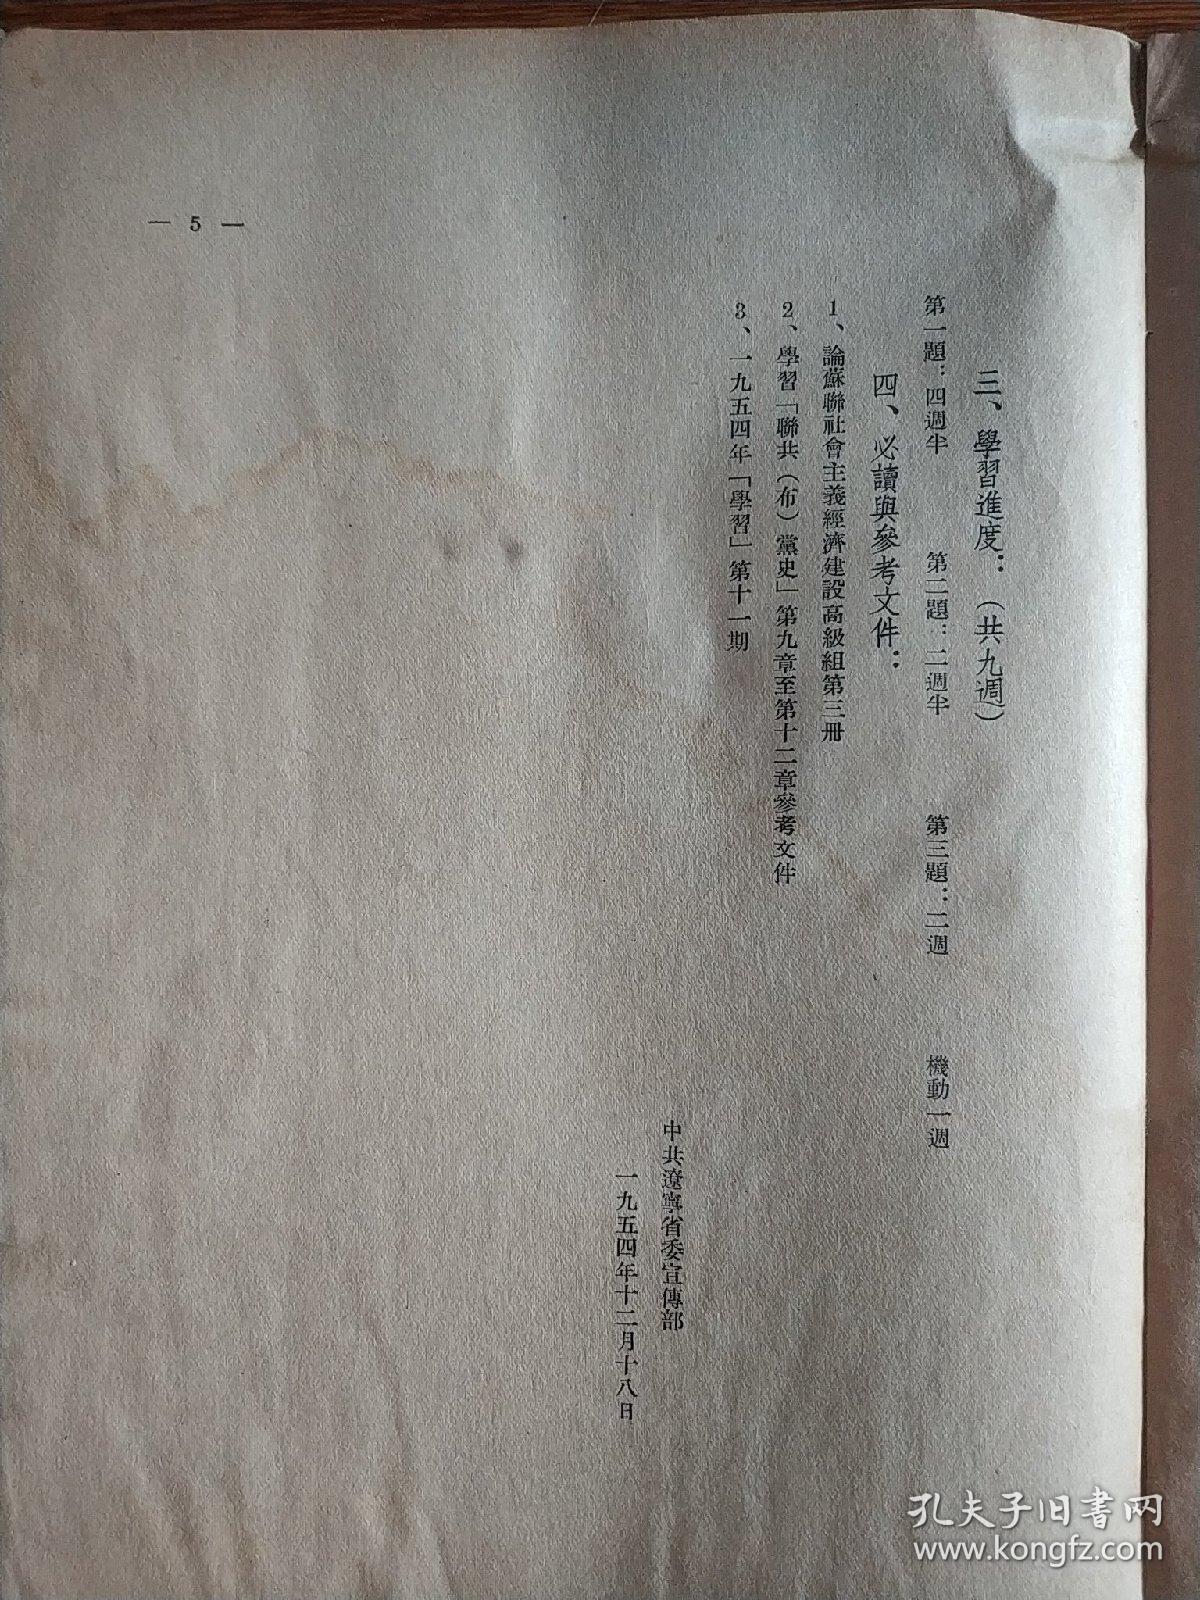 三、學習進度：（共九週）
第一題：四週半　第二題：二週半　第三題：二週　機動一週
四、必讀與參考文件：
1、論蘇聯社會主義經濟建設高級組第三冊
2、學習「聯共（布）黨史」第九章至第十二章參考文件
3、一九五四年「學習」第十一期
中共遼寧省委宣傳部
一九五四年十二月十八日
— 5 —
孔夫子旧书网
www.kongfz.com